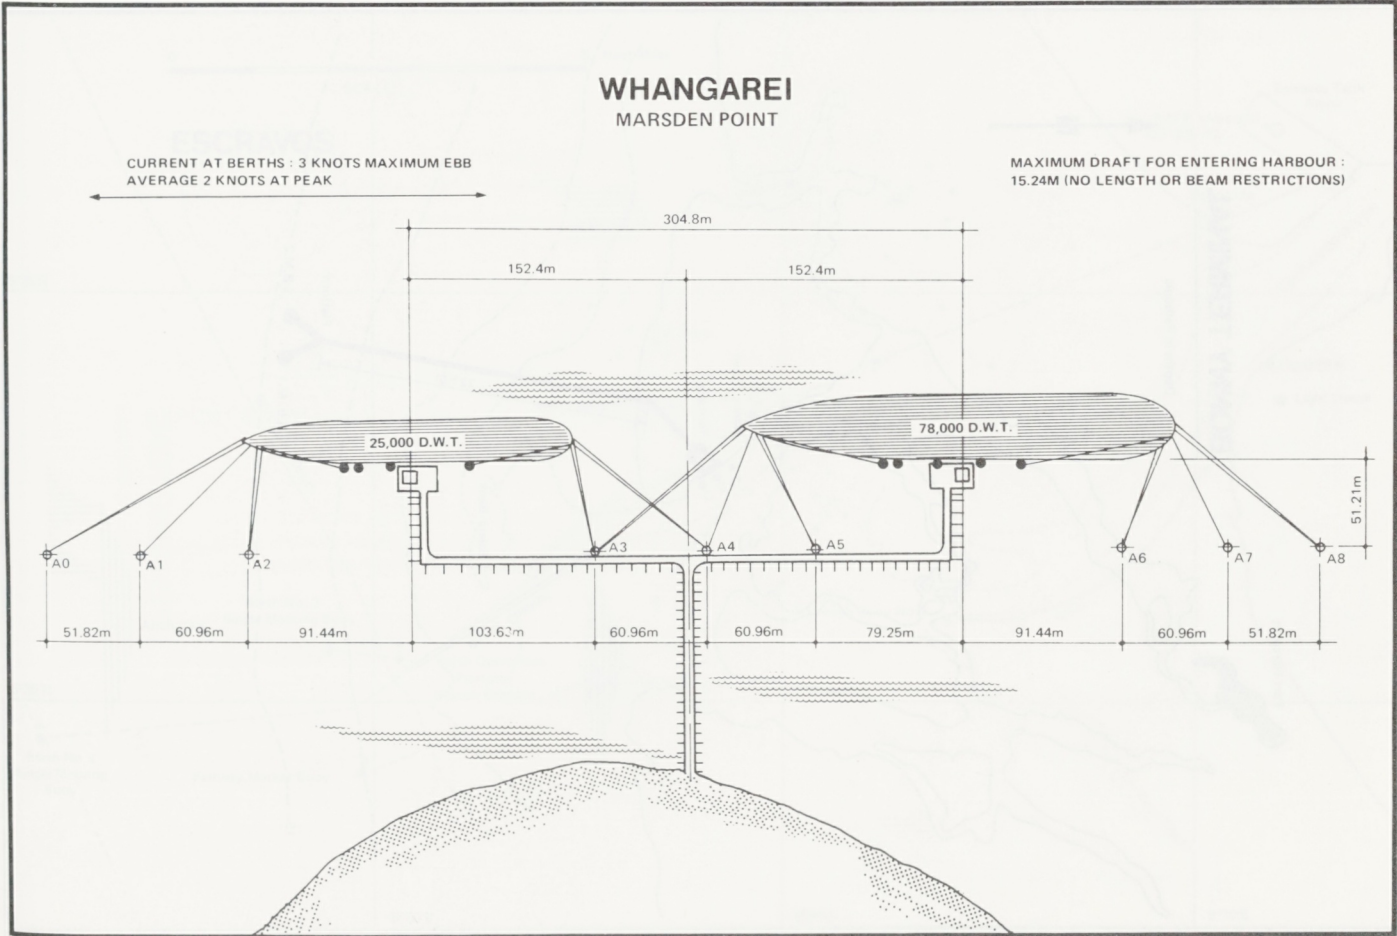 WHANGAREI
MARSDEN POINT
CURRENT AT BERTHS : 3 KNOTS MAXIMUM EBB
AVERAGE 2 KNOTS AT PEAK
MAXIMUM DRAFT FOR ENTERING HARBOUR :
15.24M (NO LENGTH OR BEAM RESTRICTIONS)
304.8m
152.4m
152.4m
25,000 D.W.T.
78,000 D.W.T.
51.21m
A0
A1
A2
A3
A4
A5
A6
A7
A8
51.82m
60.96m
91.44m
60.96m
60.96m
79.25m
91.44m
60.96m
51.82m